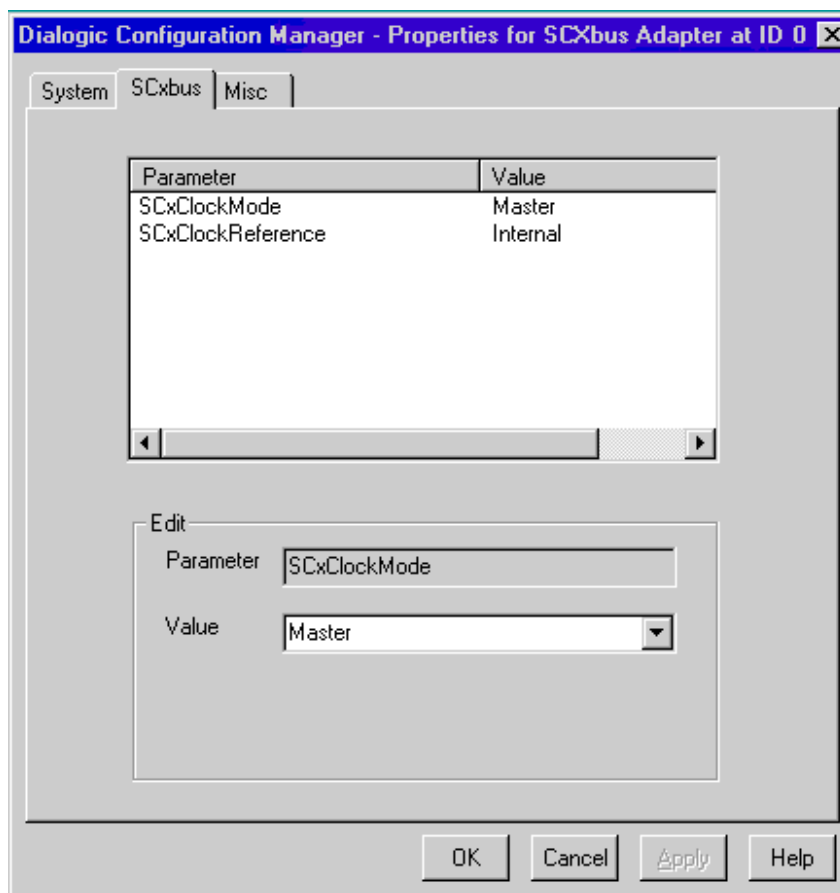 Dialogic Configuration Manager - Properties for SCXbus Adapter at ID 0
System SCxbus Misc
Parameter Value
SCxClockMode Master
SCxClockReference Internal
Edit
Parameter SCxClockMode
Value Master
OK Cancel Apply Help